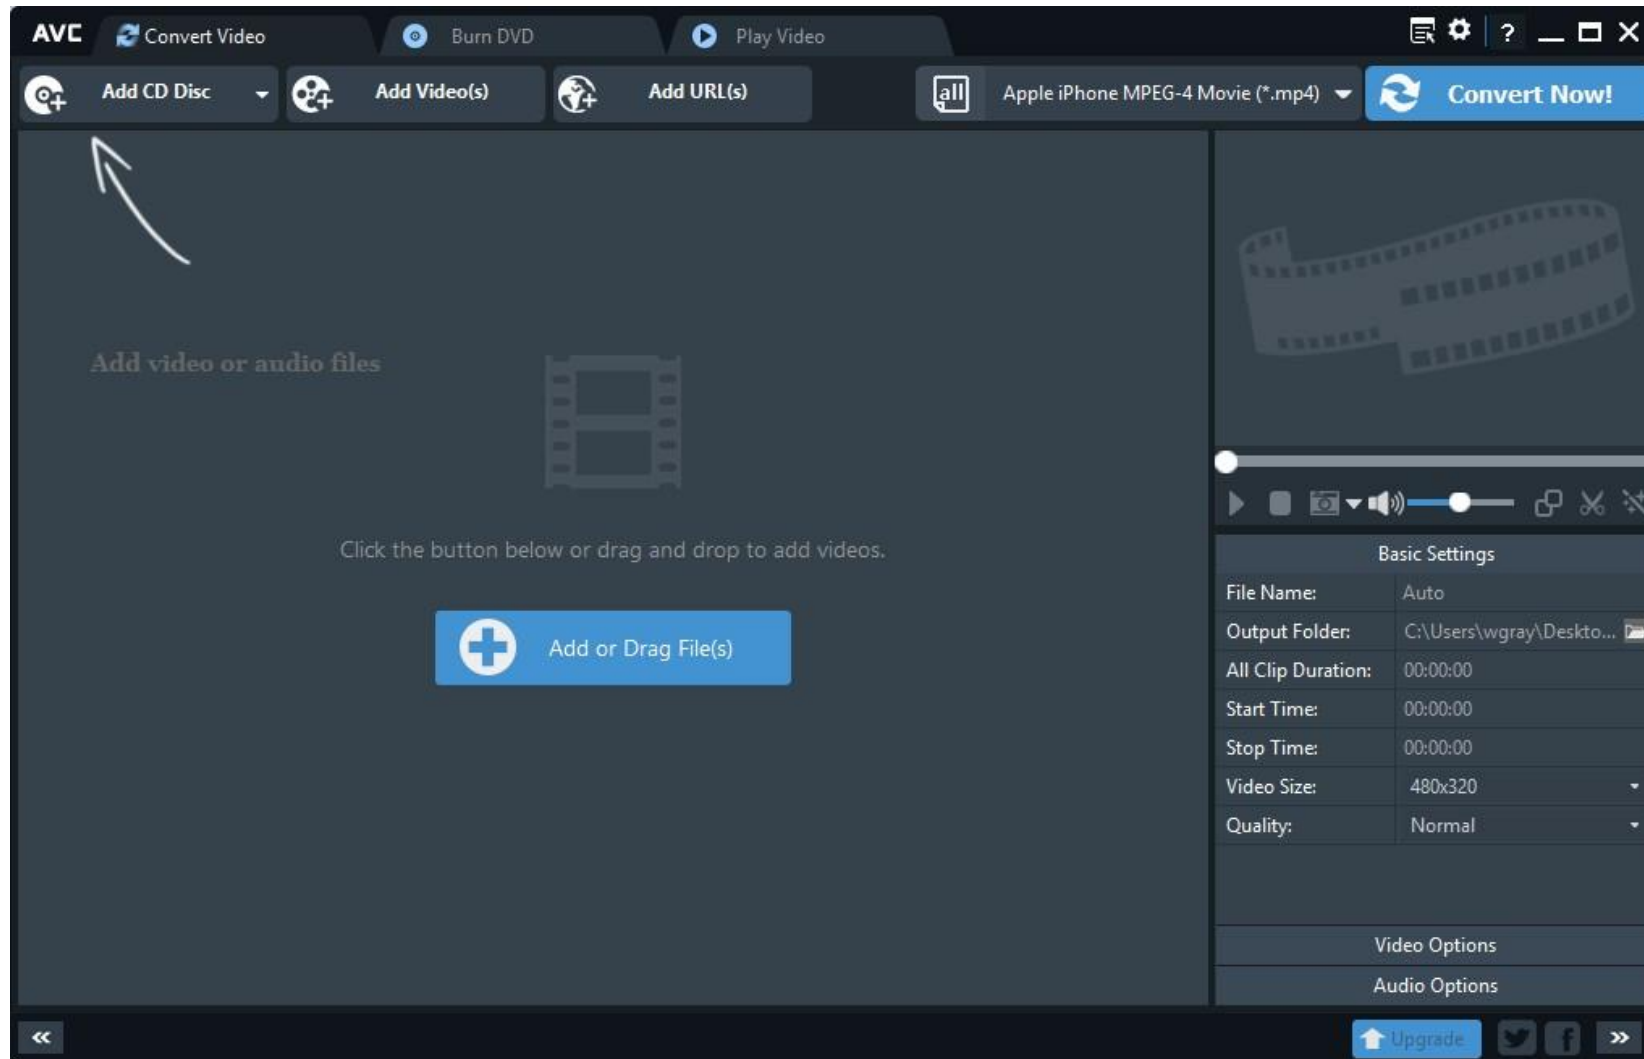 AVC Convert Video Burn DVD Play Video ?
Add CD Disc Add Video(s) Add URL(s) all Apple iPhone MPEG-4 Movie (*.mp4) Convert Now!
Add video or audio files
Click the button below or drag and drop to add videos.
Add or Drag File(s)
Basic Settings
File Name: Auto
Output Folder: C:\Users\wgray\Deskto...
All Clip Duration: 00:00:00
Start Time: 00:00:00
Stop Time: 00:00:00
Video Size: 480x320
Quality: Normal
Video Options
Audio Options
Upgrade